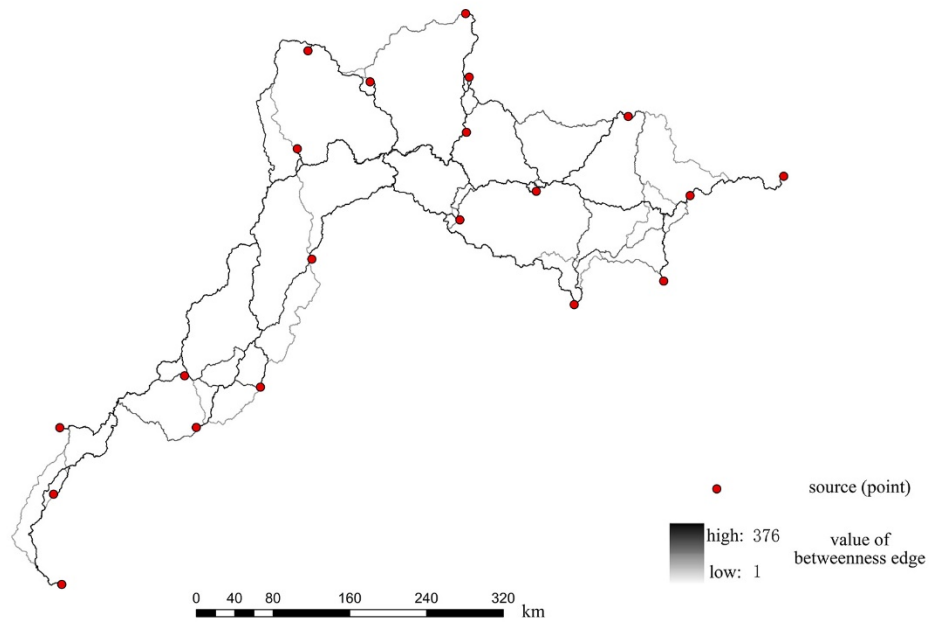 source (point)
high: 376
value of
betweenness edge
low: 1
0 40 80 160 240 320
km